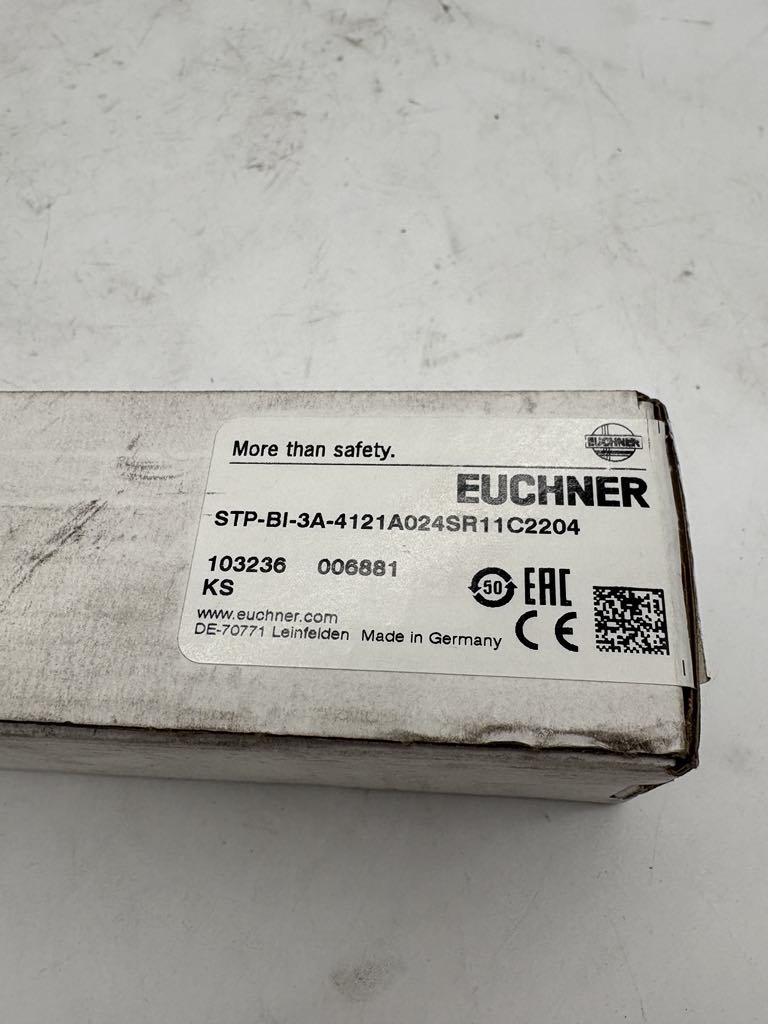 More than safety.
EUCHNER
EUCHNER
STP-BI-3A-4121A024SR11C2204
103236 006881
KS
50 EAC
www.euchner.com
DE-70771 Leinfelden Made in Germany CE